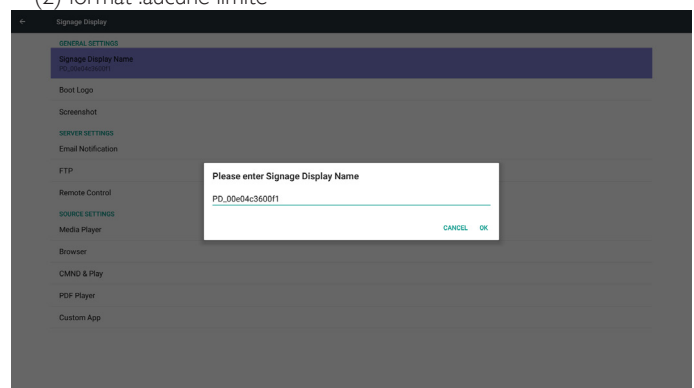 (2) format :aucune limite
←
Signage Display
GENERAL SETTINGS
Signage Display Name
PD_00e04c3600f1
Boot Logo
Screenshot
SERVER SETTINGS
Email Notification
FTP
Remote Control
SOURCE SETTINGS
Media Player
Browser
CMND & Play
PDF Player
Custom App
Please enter Signage Display Name
PD_00e04c3600f1
CANCEL OK